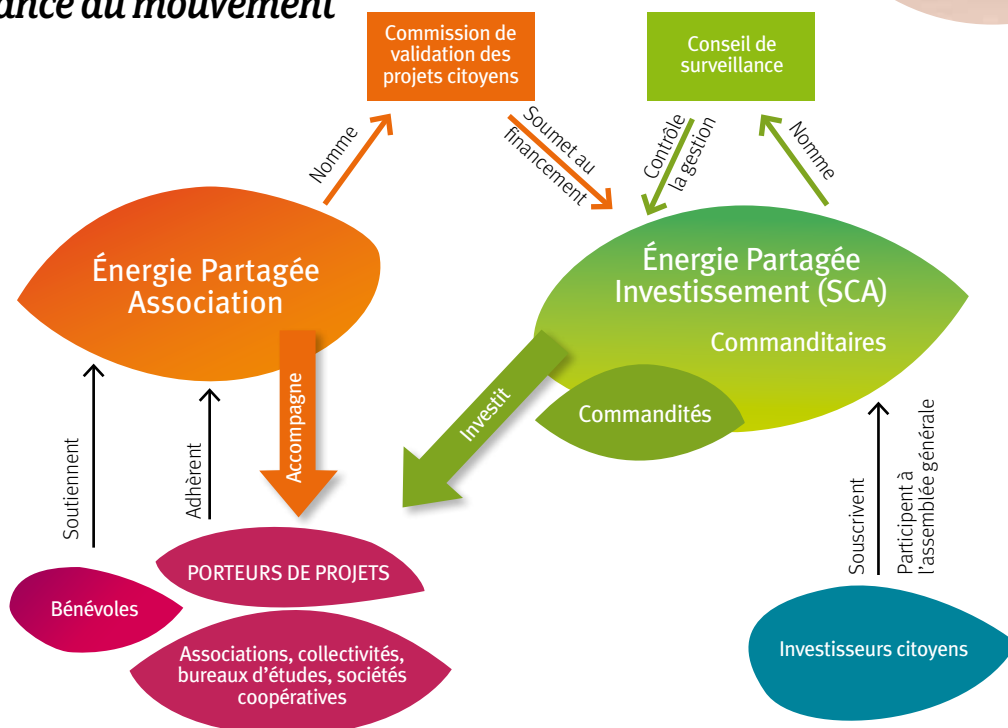 ance du mouvement
Commission de
validation des
projets citoyens
Conseil de
surveillance
Nomme
Soumet au
financement
Contrôle
la gestion
Nomme
Énergie Partagée
Association
Énergie Partagée
Investissement (SCA)
Commanditaires
Commandités
Accompagne
Investit
Soutiennent
Adhèrent
Souscrivent
Participent à
l'assemblée générale
PORTEURS DE PROJETS
Bénévoles
Associations, collectivités,
bureaux d'études, sociétés
coopératives
Investisseurs citoyens